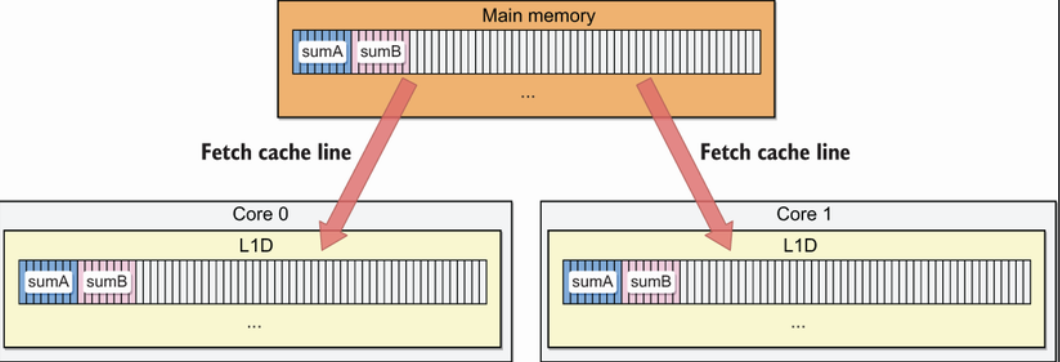 Main memory
sumA sumB
...
Fetch cache line Fetch cache line
Core 0 Core 1
L1D L1D
sumA sumB sumA sumB
... ...